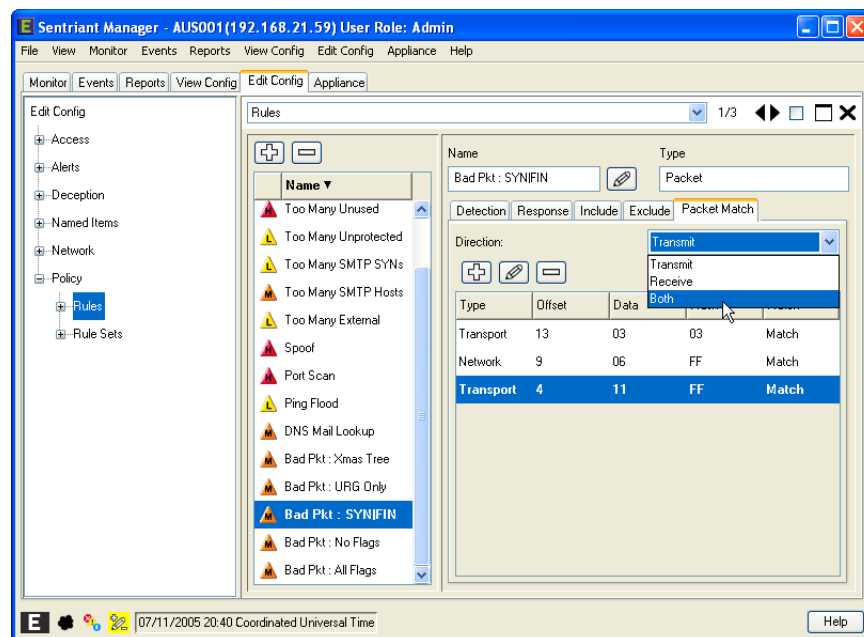 E Sentriant Manager - AUS001(192.168.21.59) User Role: Admin
File View Monitor Events Reports View Config Edit Config Appliance Help
Monitor Events Reports View Config Edit Config Appliance
Edit Config
Access
Alerts
Deception
Named Items
Network
Policy
Rules
Rule Sets
Rules
1/3
Name ▼
H Too Many Unused
L Too Many Unprotected
L Too Many SMTP SYNs
M Too Many SMTP Hosts
L Too Many External
H Spoof
H Port Scan
L Ping Flood
M DNS Mail Lookup
M Bad Pkt : Xmas Tree
M Bad Pkt : URG Only
M Bad Pkt : SYN|FIN
M Bad Pkt : No Flags
M Bad Pkt : All Flags
Name Type
Bad Pkt : SYN|FIN Packet
Detection Response Include Exclude Packet Match
Direction: Transmit
Transmit
Receive
Both
Type Offset Data
Transport 13 03 03 Match
Network 9 06 FF Match
Transport 4 11 FF Match
E 07/11/2005 20:40 Coordinated Universal Time
Help